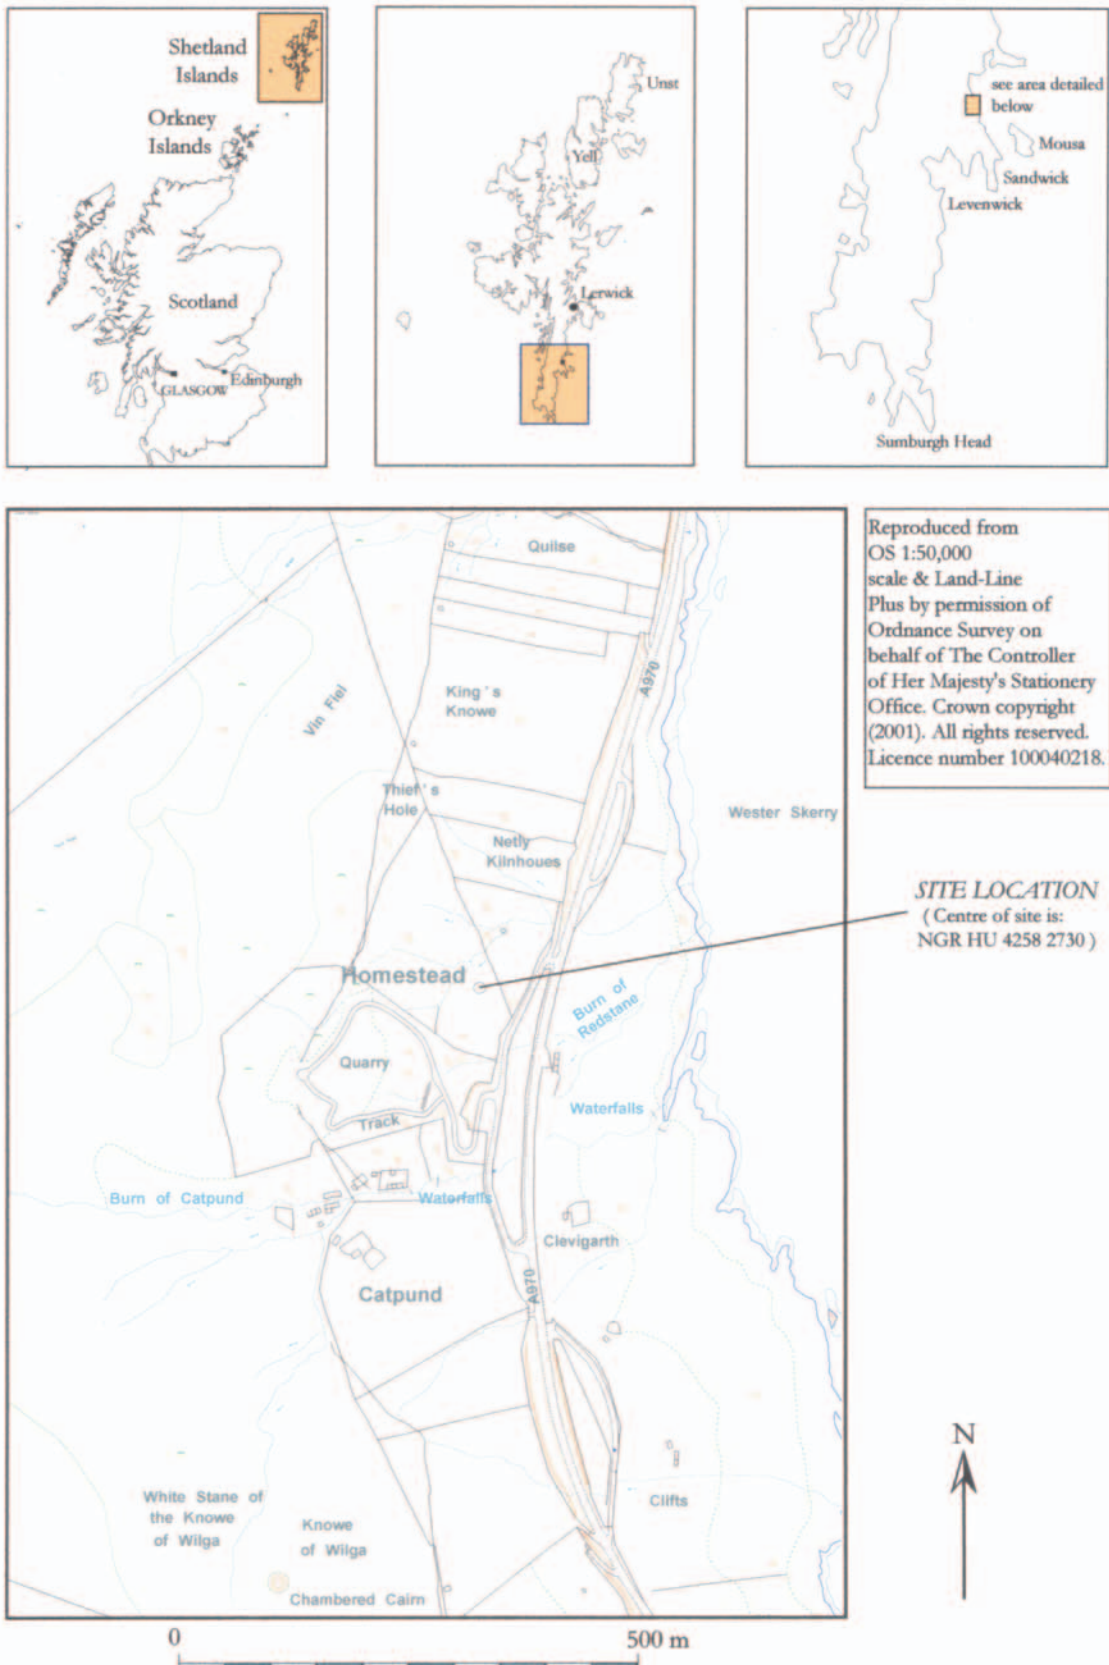 Shetland
Islands
Orkney
Islands
Scotland
GLASGOW
Edinburgh
Unst
Yell
Lerwick
see area detailed
below
Mousa
Sandwick
Levenwick
Sumburgh Head
Reproduced from
OS 1:50,000
scale & Land-Line
Plus by permission of
Ordnance Survey on
behalf of The Controller
of Her Majesty's Stationery
Office. Crown copyright
(2001). All rights reserved.
Licence number 100040218.
Quilse
A970
King's
Knowe
Vin Fiel
Thief's
Hole
Netly
Kilnhoues
Wester Skerry
SITE LOCATION
(Centre of site is:
NGR HU 4258 2730)
Homestead
Burn of
Redstane
Quarry
Waterfalls
Track
Burn of Catpund
Waterfalls
Clevigarth
Catpund
A970
White Stane of
the Knowe
of Wilga
Knowe
of Wilga
Chambered Cairn
Clifts
N
0
500 m